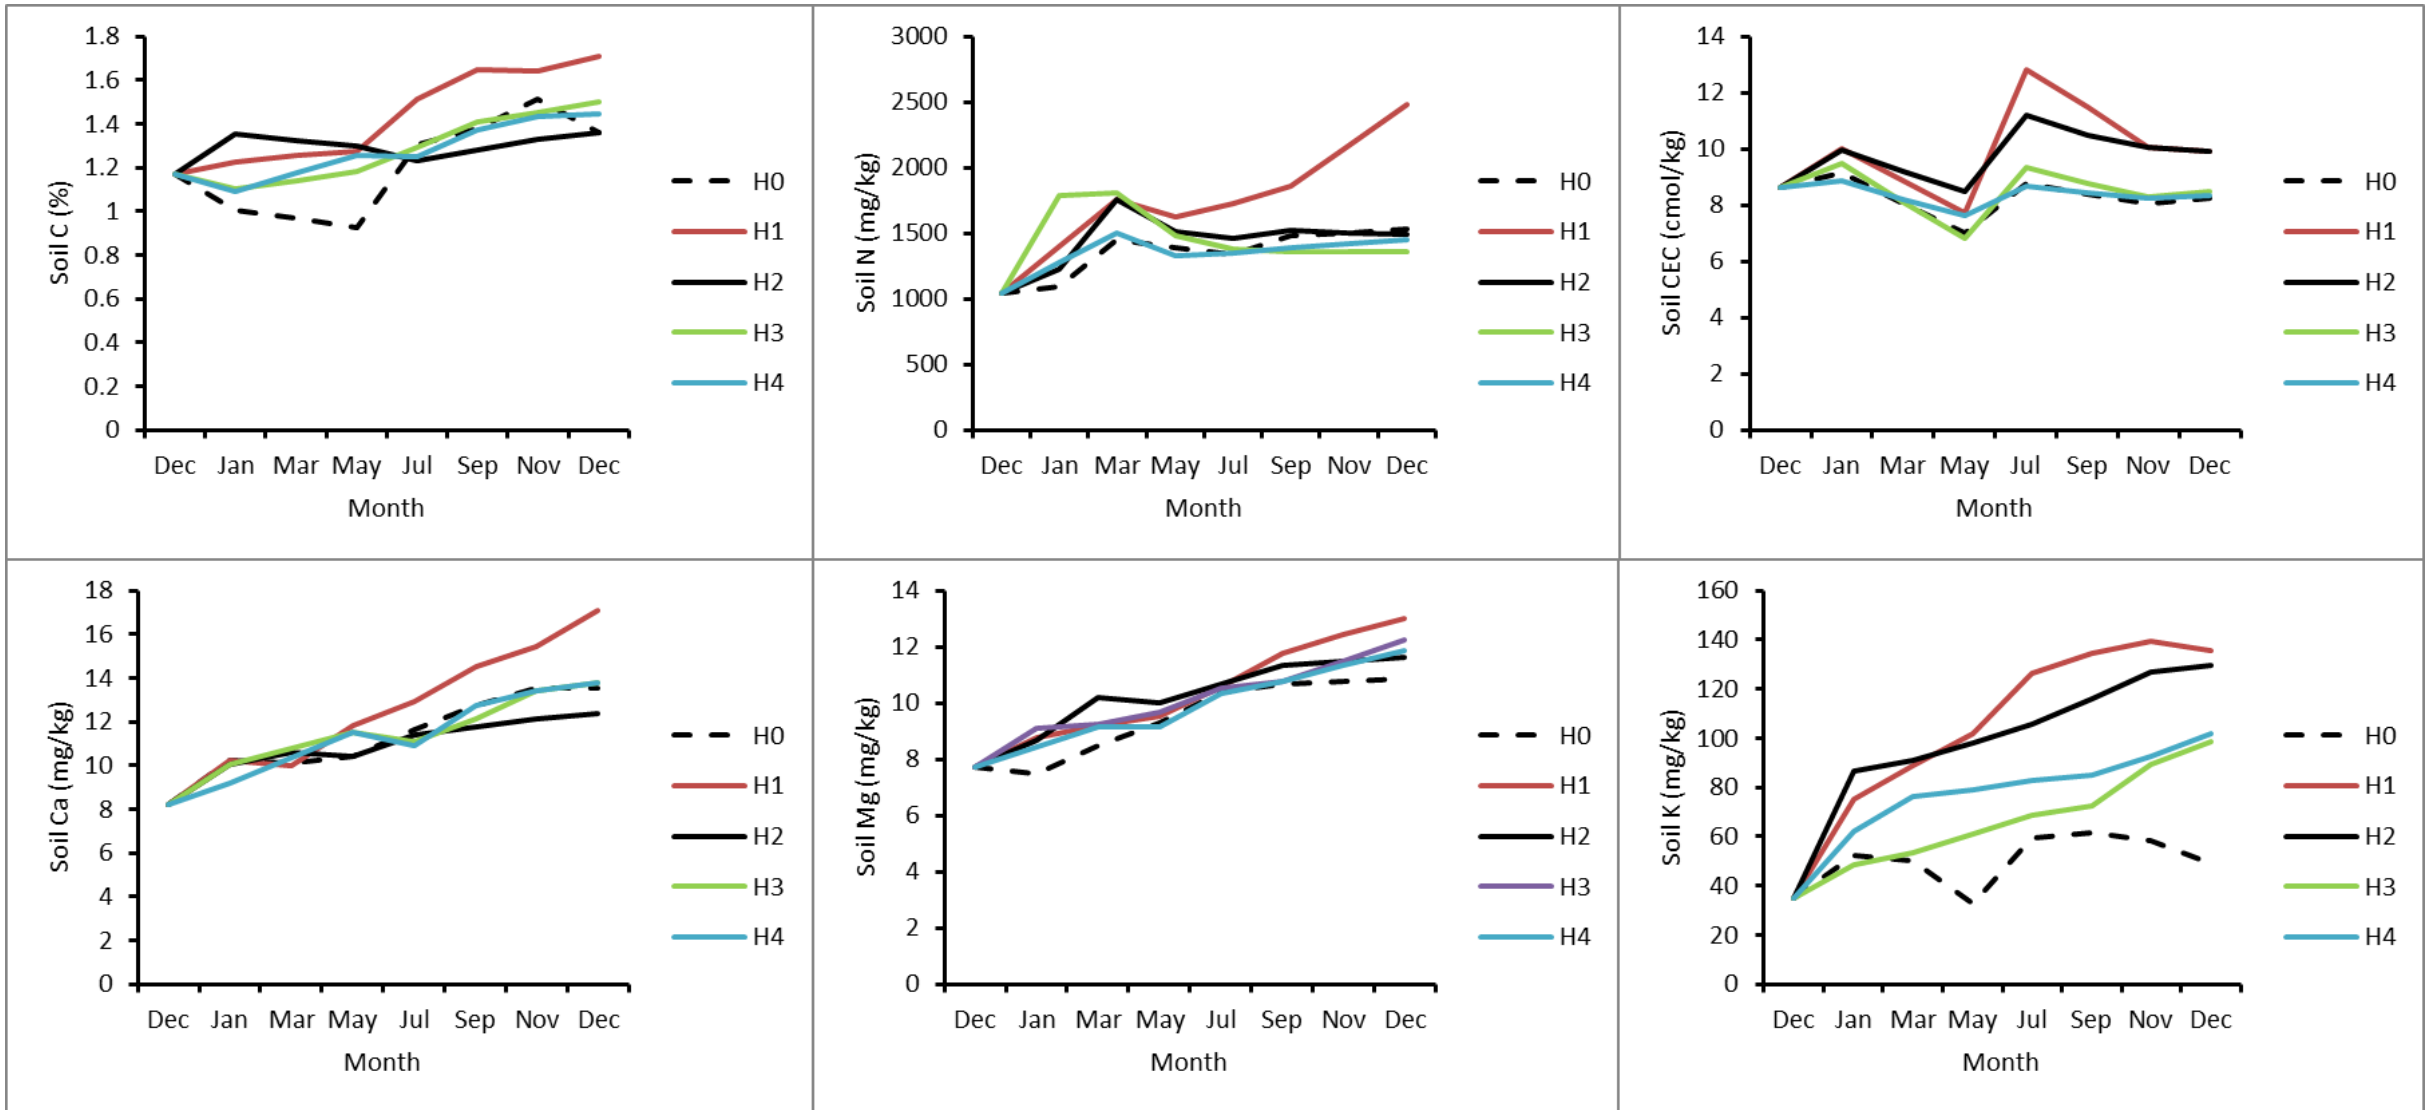 Soil C (%)
1.8
1.6
1.4
1.2
1
0.8
0.6
0.4
0.2
0
Dec Jan Mar May Jul Sep Nov Dec
Month
H0
H1
H2
H3
H4
Soil N (mg/kg)
3000
2500
2000
1500
1000
500
0
Dec Jan Mar May Jul Sep Nov Dec
Month
H0
H1
H2
H3
H4
Soil CEC (cmol/kg)
14
12
10
8
6
4
2
0
Dec Jan Mar May Jul Sep Nov Dec
Month
H0
H1
H2
H3
H4
Soil Ca (mg/kg)
18
16
14
12
10
8
6
4
2
0
Dec Jan Mar May Jul Sep Nov Dec
Month
H0
H1
H2
H3
H4
Soil Mg (mg/kg)
14
12
10
8
6
4
2
0
Dec Jan Mar May Jul Sep Nov Dec
Month
H0
H1
H2
H3
H4
Soil K (mg/kg)
160
140
120
100
80
60
40
20
0
Dec Jan Mar May Jul Sep Nov Dec
Month
H0
H1
H2
H3
H4